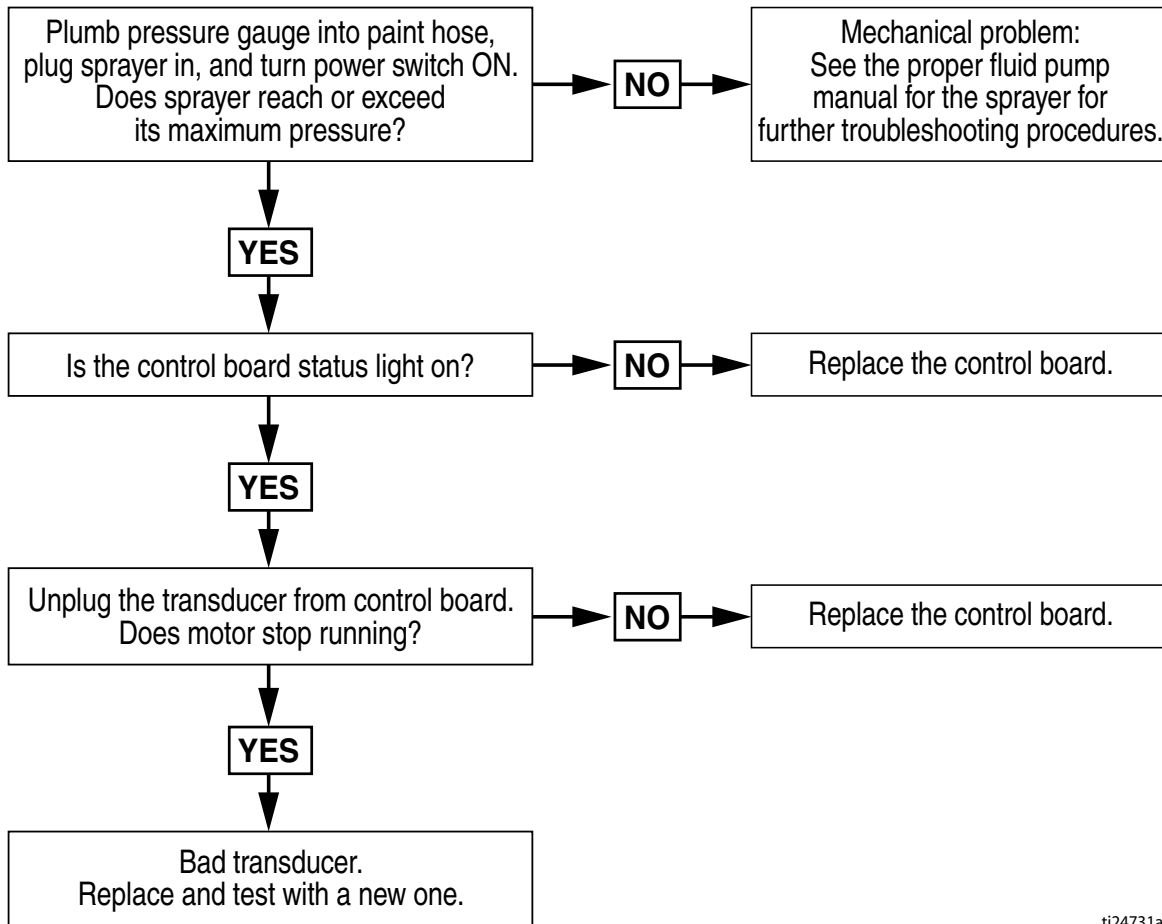 Plumb pressure gauge into paint hose,
plug sprayer in, and turn power switch ON.
Does sprayer reach or exceed
its maximum pressure?
NO
Mechanical problem:
See the proper fluid pump
manual for the sprayer for
further troubleshooting procedures.
YES
Is the control board status light on?
NO
Replace the control board.
YES
Unplug the transducer from control board.
Does motor stop running?
NO
Replace the control board.
YES
Bad transducer.
Replace and test with a new one.
ti24731a